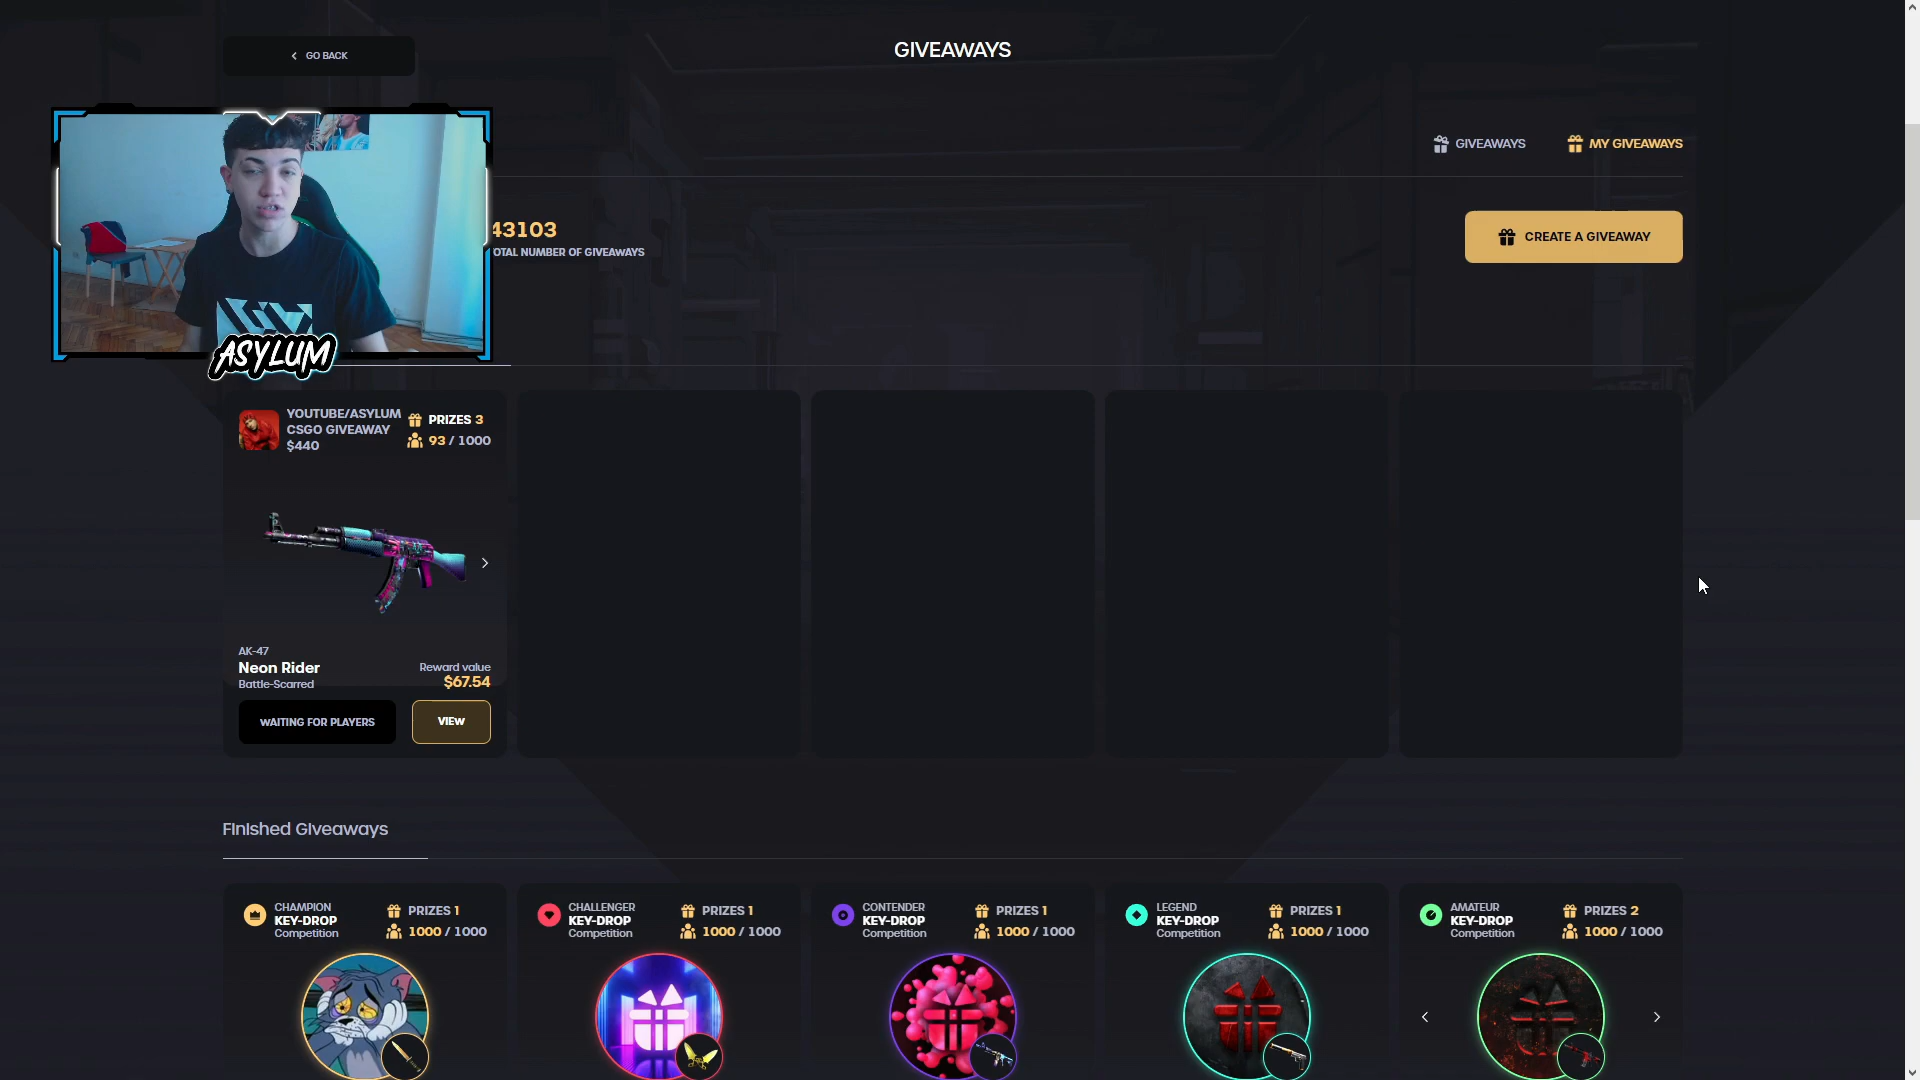 GO BACK
GIVEAWAYS
GIVEAWAYS
MY GIVEAWAYS
43103
OTAL NUMBER OF GIVEAWAYS
CREATE A GIVEAWAY
ASYLUM
YOUTUBE/ASYLUM
CSGO GIVEAWAY
$440
PRIZES 3
93 / 1000
AK-47
Neon Rider
Battle-Scarred
Reward value
$67.54
WAITING FOR PLAYERS
VIEW
Finished Giveaways
CHAMPION
KEY-DROP
Competition
PRIZES 1
1000 / 1000
CHALLENGER
KEY-DROP
Competition
PRIZES 1
1000 / 1000
CONTENDER
KEY-DROP
Competition
PRIZES 1
1000 / 1000
LEGEND
KEY-DROP
Competition
PRIZES 1
1000 / 1000
AMATEUR
KEY-DROP
Competition
PRIZES 2
1000 / 1000